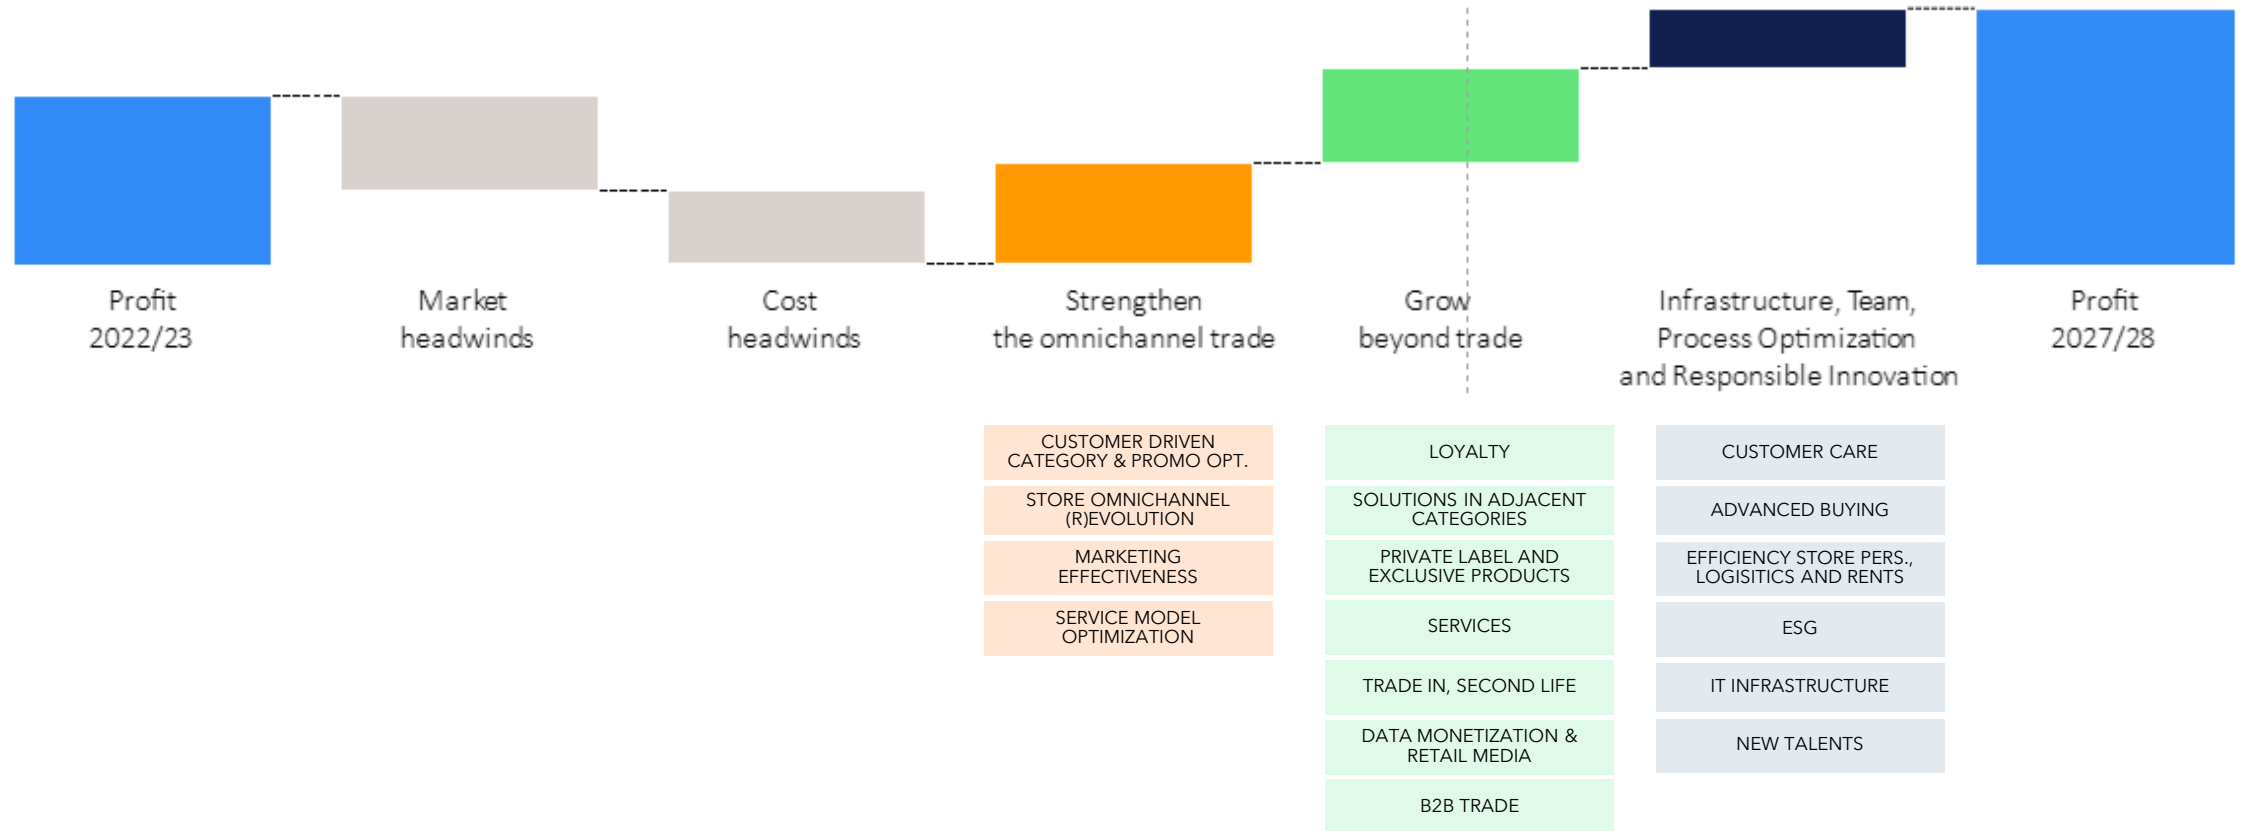 Profit
2022/23
Market
headwinds
Cost
headwinds
Strengthen
the omnichannel trade
Grow
beyond trade
Infrastructure, Team,
Process Optimization
and Responsible Innovation
Profit
2027/28
CUSTOMER DRIVEN
CATEGORY & PROMO OPT.
STORE OMNICHANNEL
(R)EVOLUTION
MARKETING
EFFECTIVENESS
SERVICE MODEL
OPTIMIZATION
LOYALTY
SOLUTIONS IN ADJACENT
CATEGORIES
PRIVATE LABEL AND
EXCLUSIVE PRODUCTS
SERVICES
TRADE IN, SECOND LIFE
DATA MONETIZATION &
RETAIL MEDIA
B2B TRADE
CUSTOMER CARE
ADVANCED BUYING
EFFICIENCY STORE PERS.,
LOGISITICS AND RENTS
ESG
IT INFRASTRUCTURE
NEW TALENTS